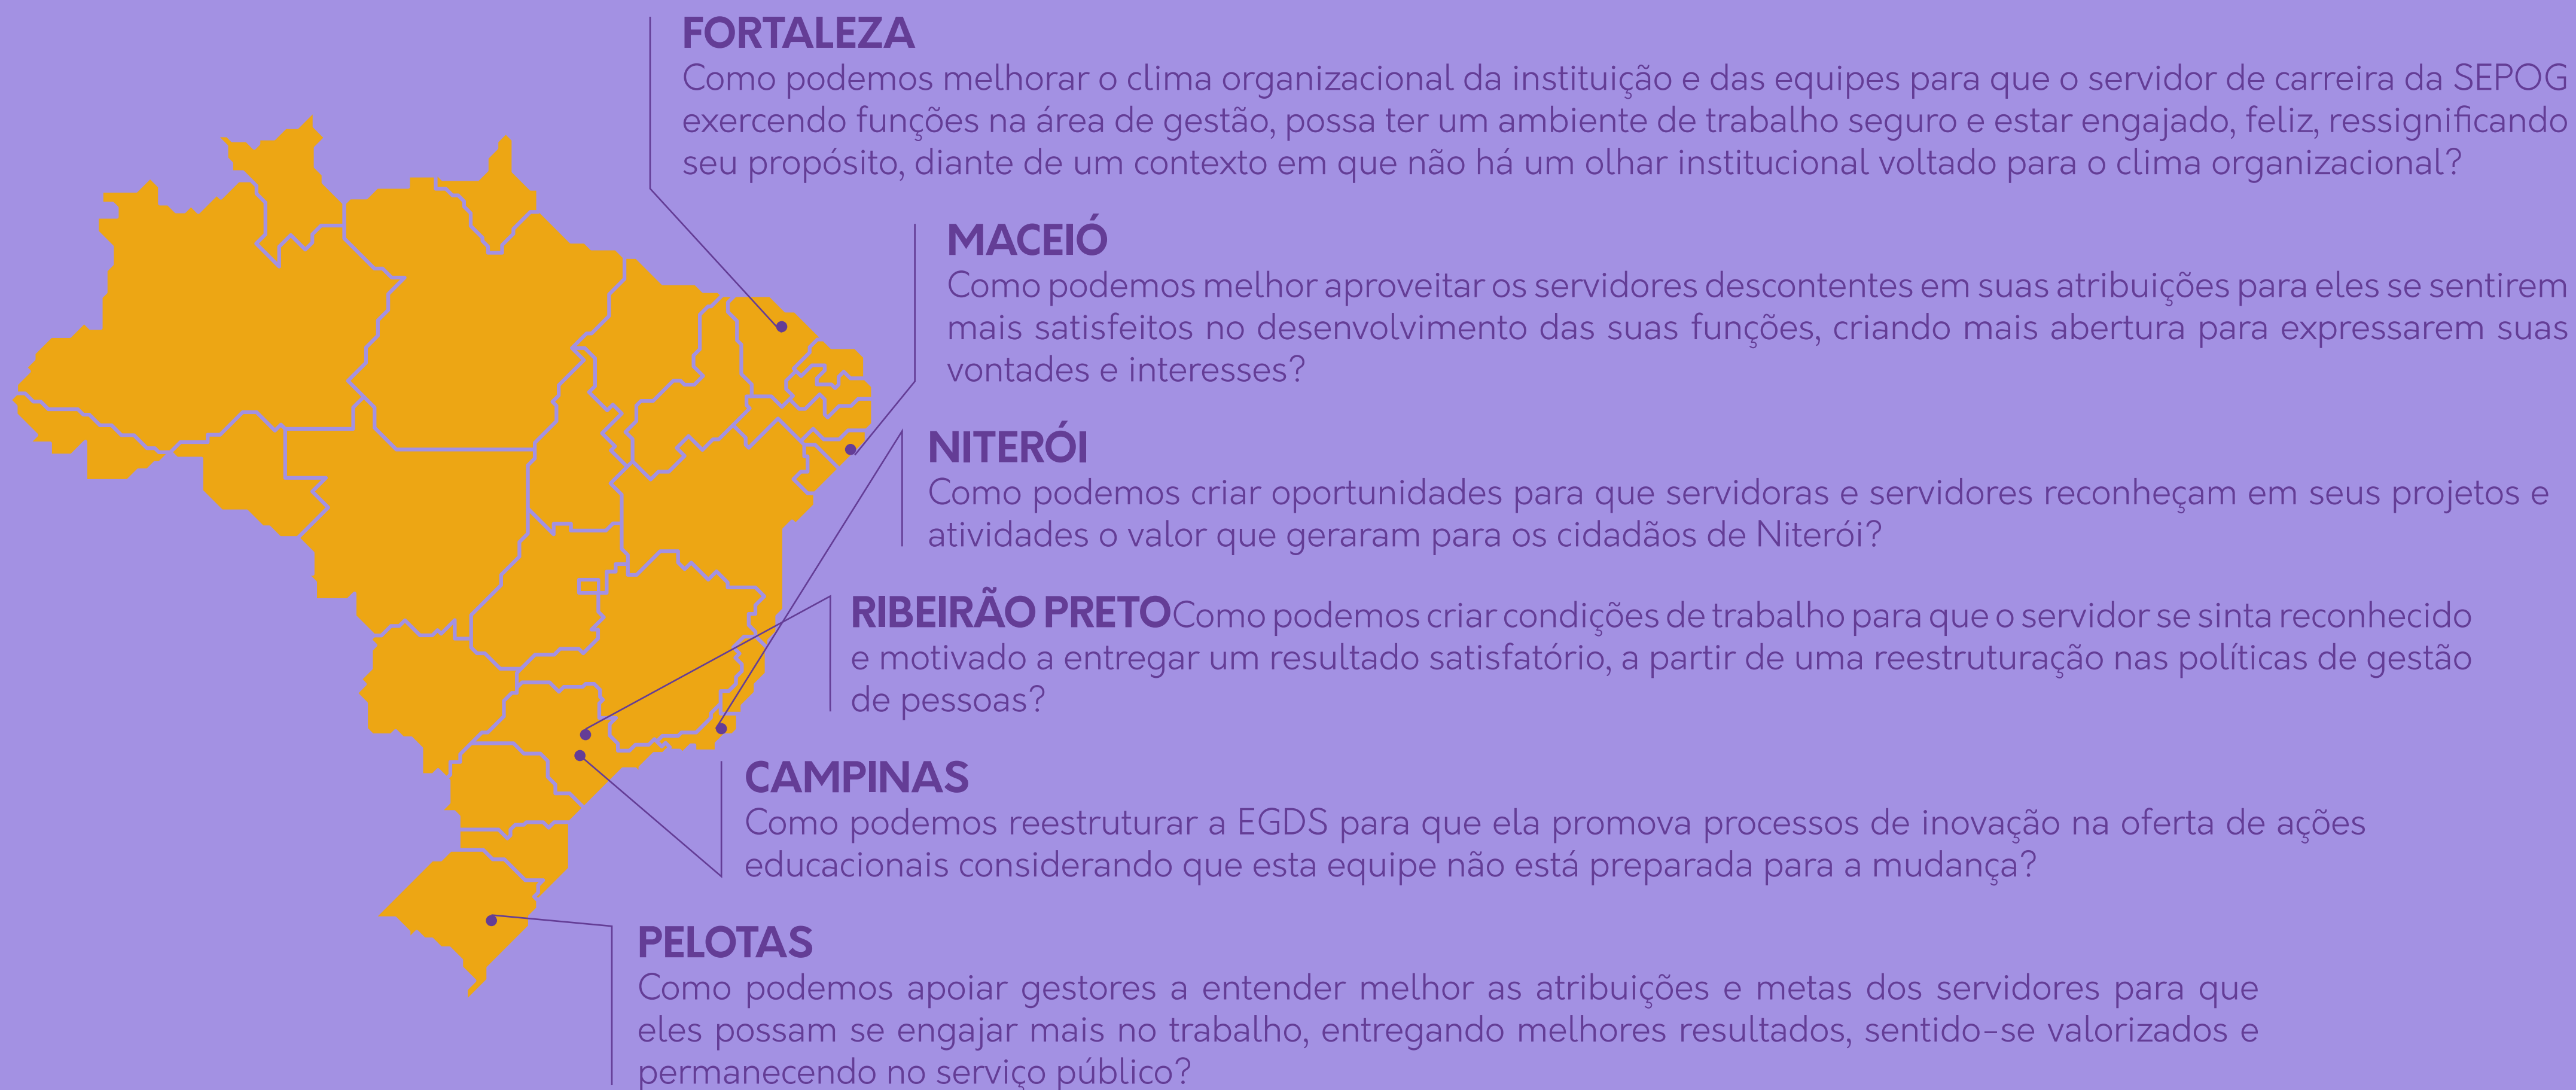 FORTALEZA
Como podemos melhorar o clima organizacional da instituição e das equipes para que o servidor de carreira da SEPOG
exercendo funções na área de gestão, possa ter um ambiente de trabalho seguro e estar engajado, feliz, ressignificando
seu propósito, diante de um contexto em que não há um olhar institucional voltado para o clima organizacional?
MACEIÓ
Como podemos melhor aproveitar os servidores descontentes em suas atribuições para eles se sentirem
mais satisfeitos no desenvolvimento das suas funções, criando mais abertura para expressarem suas
vontades e interesses?
NITERÓI
Como podemos criar oportunidades para que servidoras e servidores reconheçam em seus projetos e
atividades o valor que geraram para os cidadãos de Niterói?
RIBEIRÃO PRETOComo podemos criar condições de trabalho para que o servidor se sinta reconhecido
e motivado a entregar um resultado satisfatório, a partir de uma reestruturação nas políticas de gestão
de pessoas?
CAMPINAS
Como podemos reestruturar a EGDS para que ela promova processos de inovação na oferta de ações
educacionais considerando que esta equipe não está preparada para a mudança?
PELOTAS
Como podemos apoiar gestores a entender melhor as atribuições e metas dos servidores para que
eles possam se engajar mais no trabalho, entregando melhores resultados, sentido-se valorizados e
permanecendo no serviço público?